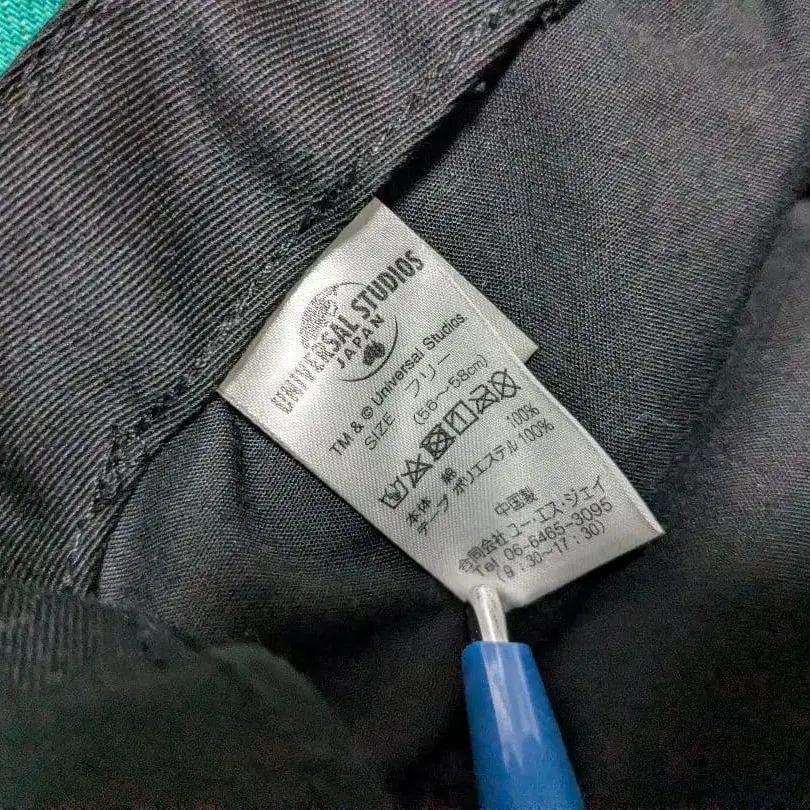 UNIVERSAL STUDIOS
JAPAN
TM & © Universal Studios.
SIZE フリー
(56～58cm)
本体 綿 100%
テープ ポリエステル 100%
中国製
合同会社 ユー・エス・ジェイ
Tel 06-6465-3095
(9:30～17:30)